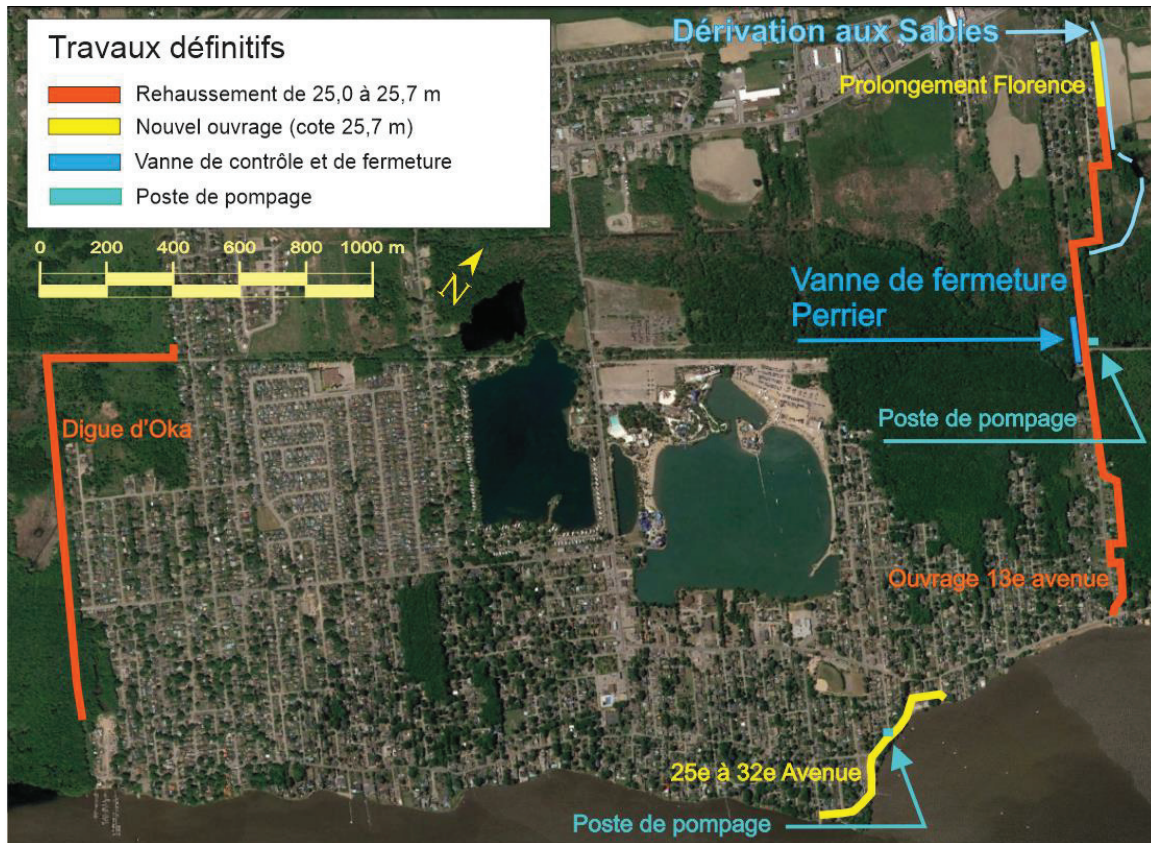 Travaux définitifs
Rehaussement de 25,0 à 25,7 m
Nouvel ouvrage (cote 25,7 m)
Vanne de contrôle et de fermeture
Poste de pompage
0 200 400 600 800 1000 m
N
Dérivation aux Sables
Prolongement Florence
Vanne de fermeture
Perrier
Poste de pompage
Digue d'Oka
Ouvrage 13e avenue
25e à 32e Avenue
Poste de pompage